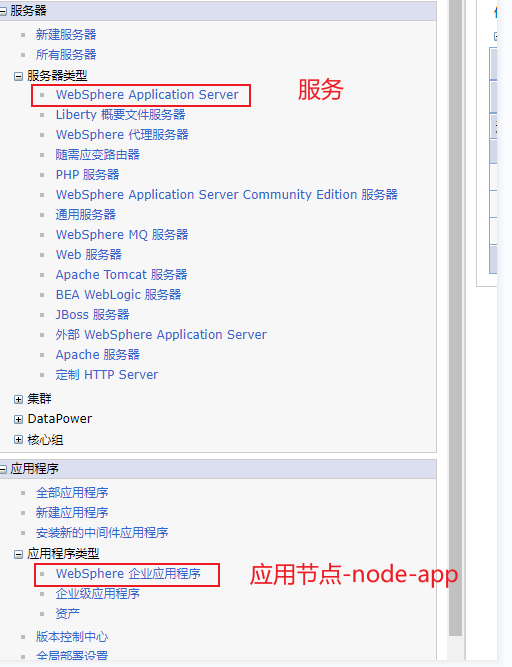 服务器
新建服务器
所有服务器
服务器类型
WebSphere Application Server
服务
Liberty 概要文件服务器
WebSphere 代理服务器
随需应变路由器
PHP 服务器
WebSphere Application Server Community Edition 服务器
通用服务器
WebSphere MQ 服务器
Web 服务器
Apache Tomcat 服务器
BEA WebLogic 服务器
JBoss 服务器
外部 WebSphere Application Server
Apache 服务器
定制 HTTP Server
集群
DataPower
核心组
应用程序
全部应用程序
新建应用程序
安装新的中间件应用程序
应用程序类型
WebSphere 企业应用程序
应用节点-node-app
企业级应用程序
资产
版本控制中心
全局部署设置